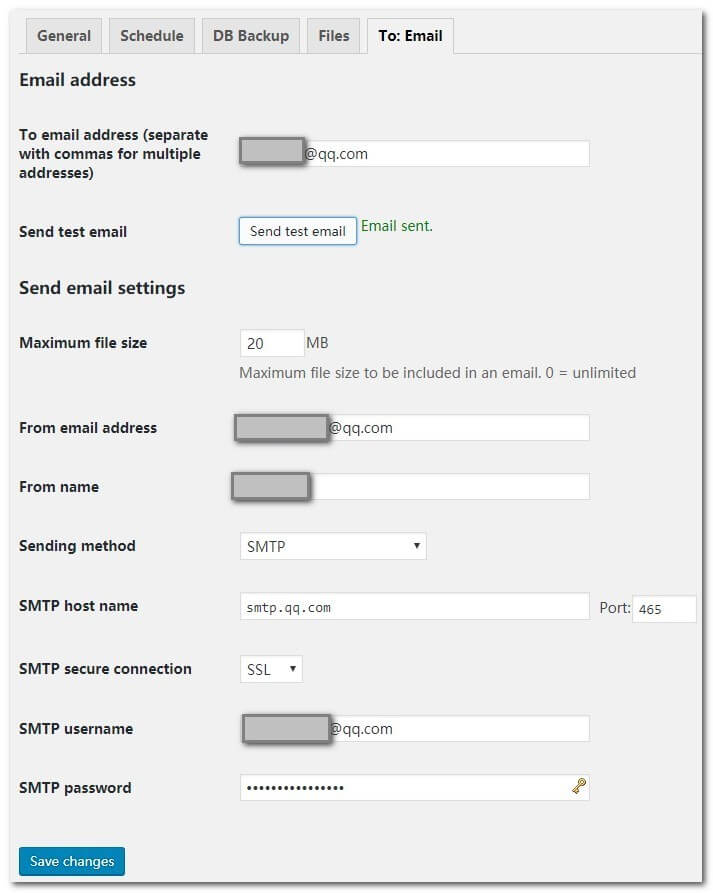 General Schedule DB Backup Files To: Email
Email address
To email address (separate
with commas for multiple
addresses)
@qq.com
Send test email
Send test email Email sent.
Send email settings
Maximum file size
20 MB
Maximum file size to be included in an email. 0 = unlimited
From email address
@qq.com
From name
Sending method
SMTP
SMTP host name
smtp.qq.com Port: 465
SMTP secure connection
SSL
SMTP username
@qq.com
SMTP password
••••••••••••••••
Save changes